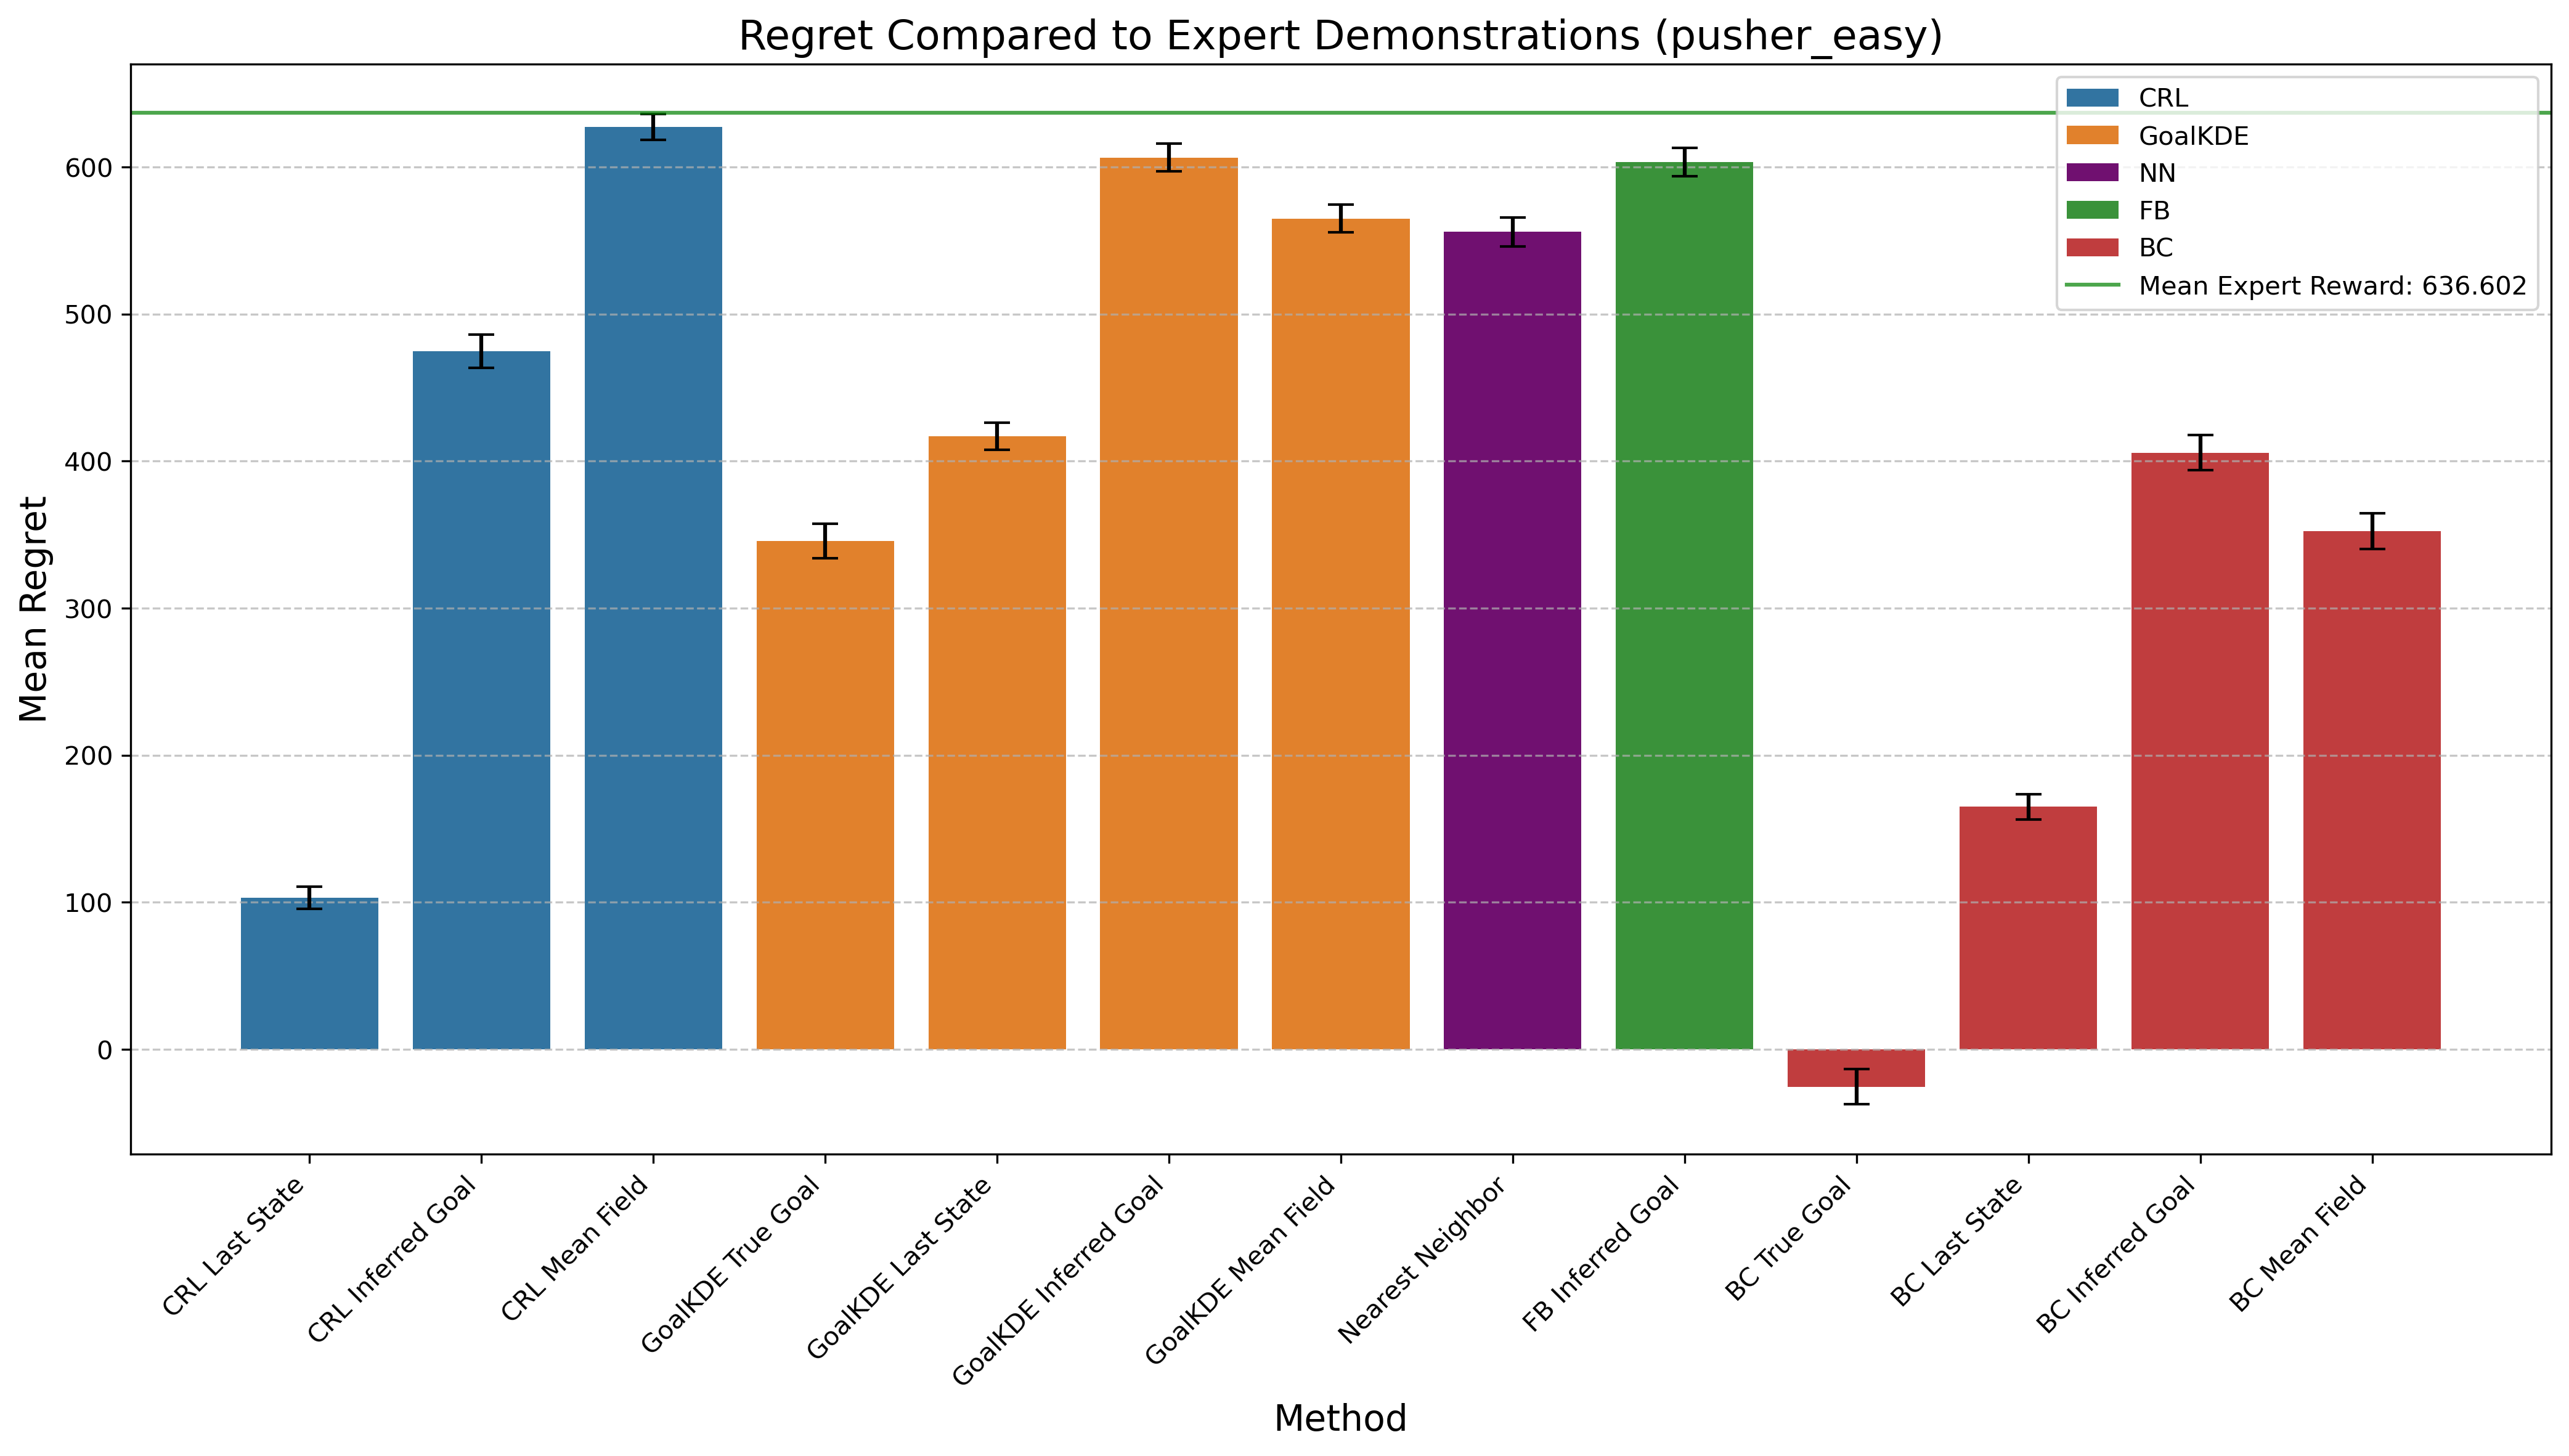 Regret Compared to Expert Demonstrations (pusher_easy)
CRL
GoalKDE
NN
FB
BC
Mean Expert Reward: 636.602
Mean Regret
600
500
400
300
200
100
0
CRL Last State
CRL Inferred Goal
CRL Mean Field
GoalKDE True Goal
GoalKDE Last State
GoalKDE Inferred Goal
GoalKDE Mean Field
Nearest Neighbor
FB Inferred Goal
BC True Goal
BC Last State
BC Inferred Goal
BC Mean Field
Method